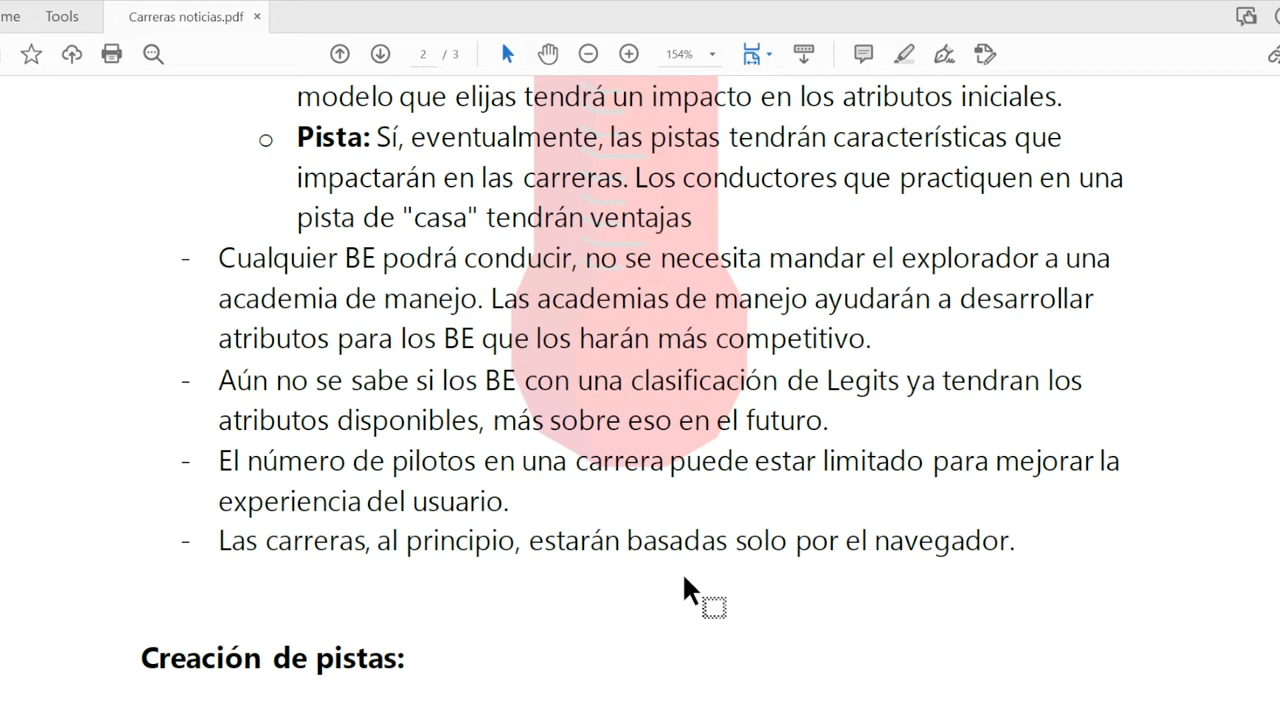 me Tools Carreras noticias.pdf ×
2 / 3 154%
modelo que elijas tendrá un impacto en los atributos iniciales.
o Pista: Sí, eventualmente, las pistas tendrán características que
impactarán en las carreras. Los conductores que practiquen en una
pista de "casa" tendrán ventajas
- Cualquier BE podrá conducir, no se necesita mandar el explorador a una
academia de manejo. Las academias de manejo ayudarán a desarrollar
atributos para los BE que los harán más competitivo.
- Aún no se sabe si los BE con una clasificación de Legits ya tendran los
atributos disponibles, más sobre eso en el futuro.
- El número de pilotos en una carrera puede estar limitado para mejorar la
experiencia del usuario.
- Las carreras, al principio, estarán basadas solo por el navegador.
Creación de pistas: